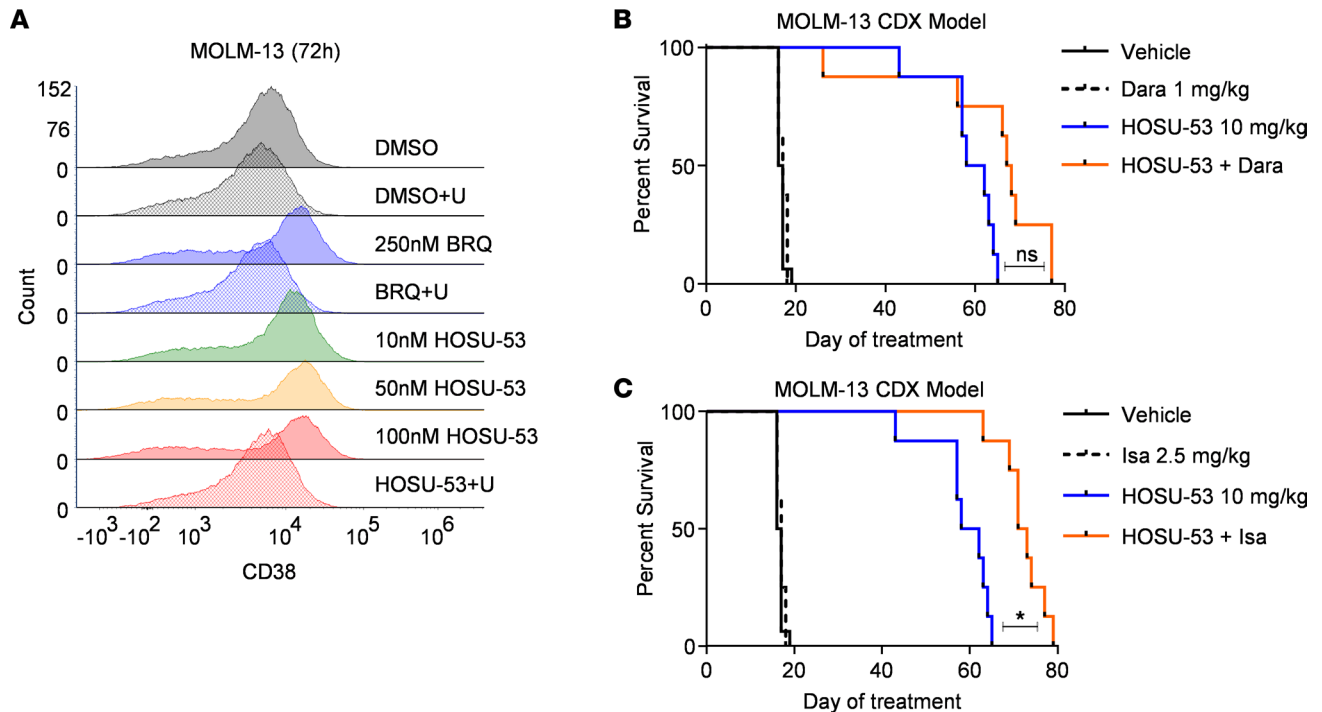 A
MOLM-13 (72h)
152
76
0
DMSO
0
DMSO+U
0
250nM BRQ
0
BRQ+U
0
10nM HOSU-53
0
50nM HOSU-53
0
100nM HOSU-53
0
HOSU-53+U
0
Count
-10³ -10² 10³ 10⁴ 10⁵ 10⁶
CD38
B
MOLM-13 CDX Model
Percent Survival
100
50
0
0 20 40 60 80
Day of treatment
ns
Vehicle
Dara 1 mg/kg
HOSU-53 10 mg/kg
HOSU-53 + Dara
C
MOLM-13 CDX Model
Percent Survival
100
50
0
0 20 40 60 80
Day of treatment
*
Vehicle
Isa 2.5 mg/kg
HOSU-53 10 mg/kg
HOSU-53 + Isa